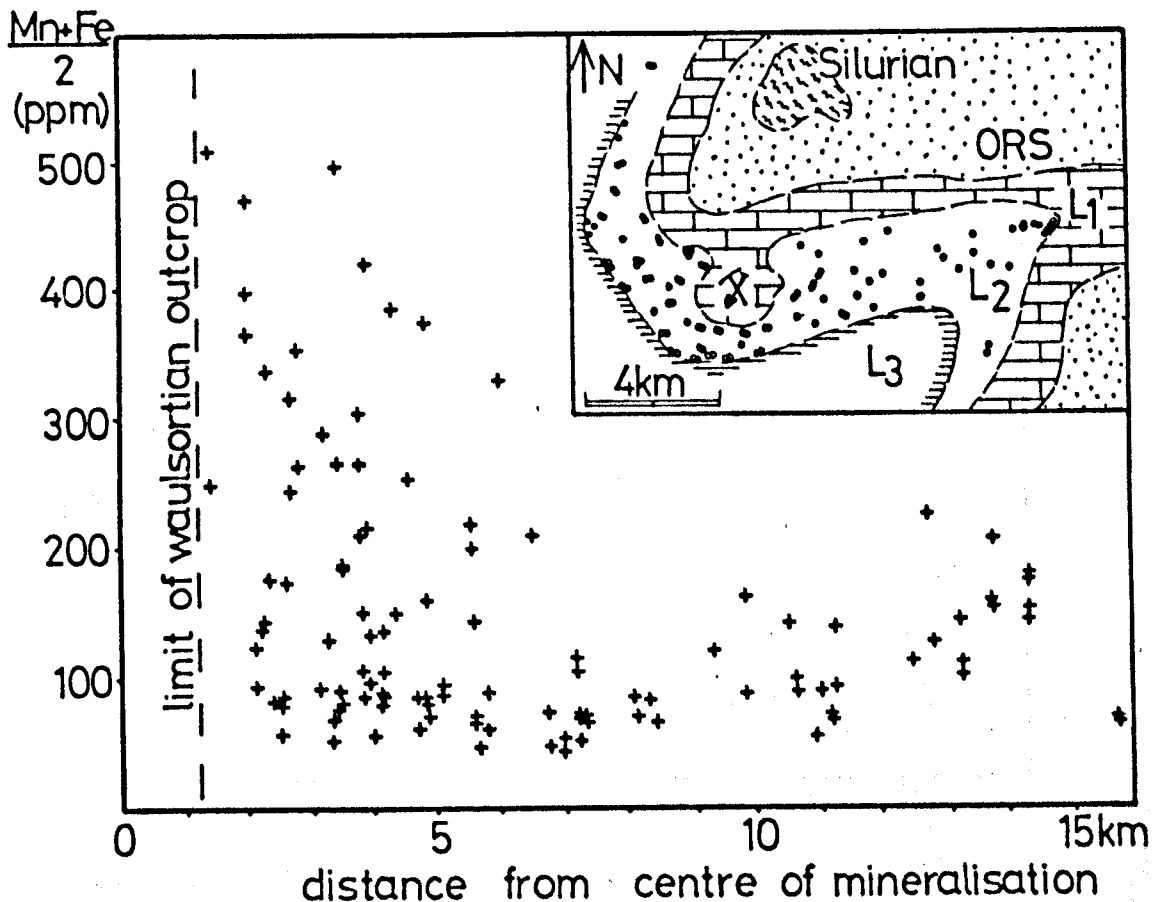 Mn+Fe
2
(ppm)
500
400
300
200
100
limit of waulsortian outcrop
N
Silurian
ORS
L1
X
L2
L3
4km
0
5
10
15km
distance from centre of mineralisation